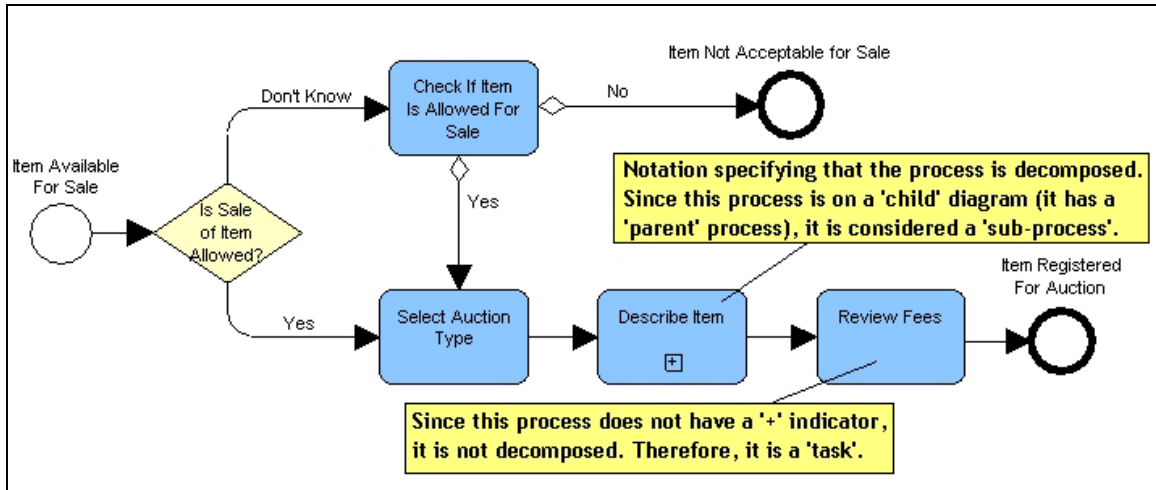 Item Available
For Sale
Is Sale
of Item
Allowed?
Don't Know
Yes
Check If Item
Is Allowed For
Sale
No
Item Not Acceptable for Sale
Yes
Notation specifying that the process is decomposed.
Since this process is on a 'child' diagram (it has a
'parent' process), it is considered a 'sub-process'.
Select Auction
Type
Describe Item
+
Review Fees
Item Registered
For Auction
Since this process does not have a '+' indicator,
it is not decomposed. Therefore, it is a 'task'.